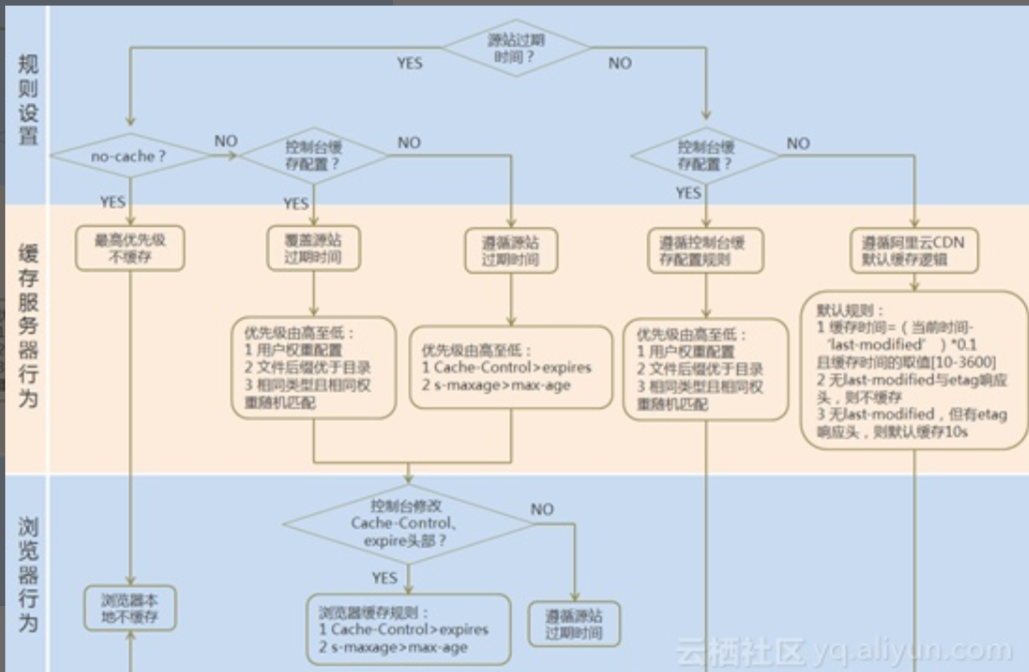 规则设置
源站过期
时间？
YES
NO
no-cache？
NO
控制台缓
存配置？
NO
控制台缓
存配置？
NO
YES
YES
YES
缓存服务器行为
最高优先级
不缓存
覆盖源站
过期时间
遵循源站
过期时间
遵循控制台缓
存配置规则
遵循阿里云CDN
默认缓存逻辑
优先级由高至低：
1 用户权重配置
2 文件后缀优于目录
3 相同类型且相同权
重随机匹配
优先级由高至低：
1 Cache-Control>expires
2 s-maxage>max-age
优先级由高至低：
1 用户权重配置
2 文件后缀优于目录
3 相同类型且相同权
重随机匹配
默认规则：
1 缓存时间=（当前时间-
‘last-modified’）*0.1
且缓存时间的取值[10-3600]
2 无last-modified与etag响应
头，则不缓存
3 无last-modified，但有etag
响应头，则默认缓存10s
浏览器行为
控制台修改
Cache-Control、
expire头部？
NO
YES
浏览器本
地不缓存
浏览器缓存规则：
1 Cache-Control>expires
2 s-maxage>max-age
遵循源站
过期时间
云栖社区 yq.aliyun.com